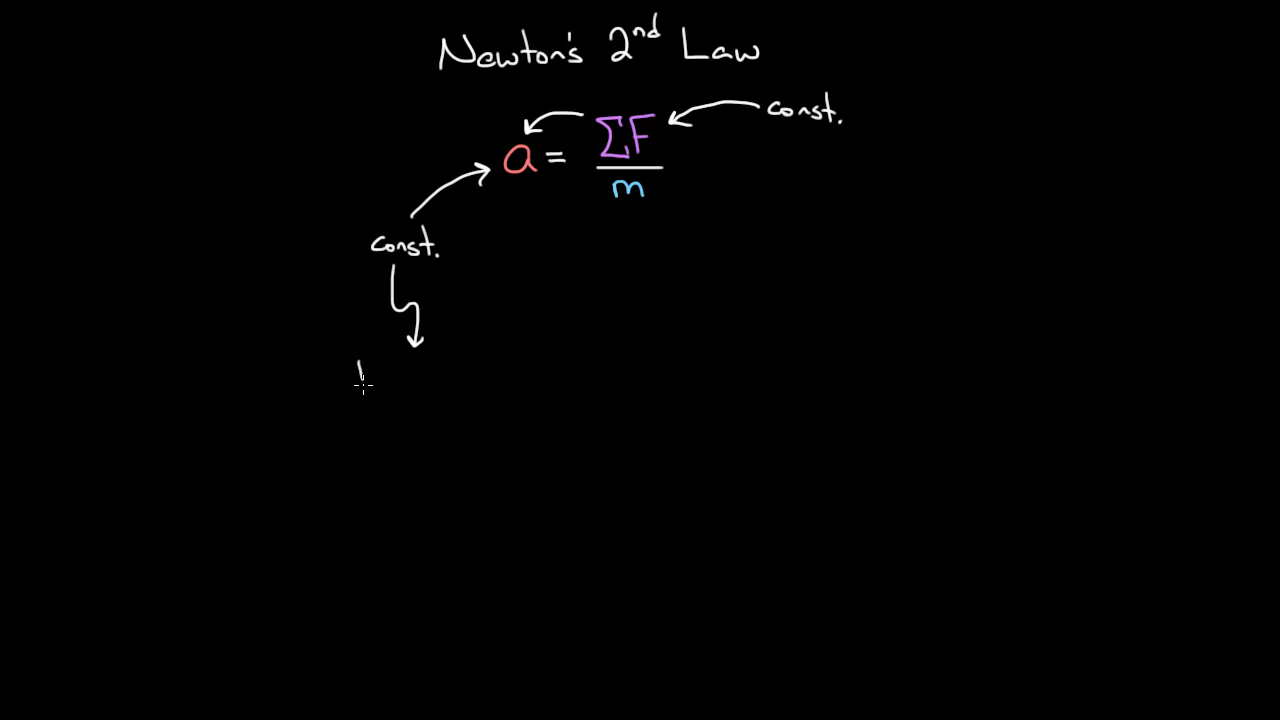 Newton's 2nd Law
a = ΣF / m
const.
const.